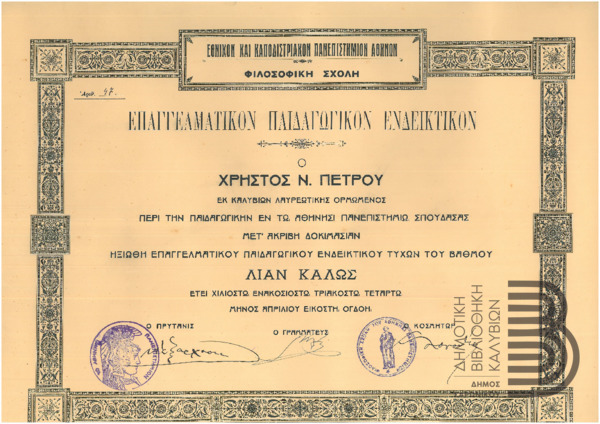 ΕΘΝΙΚΟΝ ΚΑΙ ΚΑΠΟΔΙΣΤΡΙΑΚΟΝ ΠΑΝΕΠΙΣΤΗΜΙΟΝ ΑΘΗΝΩΝ
ΦΙΛΟΣΟΦΙΚΗ ΣΧΟΛΗ
Ἀριθ. 97.
ΕΠΑΓΓΕΛΜΑΤΙΚΟΝ ΠΑΙΔΑΓΩΓΙΚΟΝ ΕΝΔΕΙΚΤΙΚΟΝ
Ο
ΧΡΗΣΤΟΣ Ν. ΠΕΤΡΟΥ
ΕΚ ΚΑΛΥΒΙΩΝ ΛΑΥΡΕΩΤΙΚΗΣ ΟΡΜΩΜΕΝΟΣ
ΠΕΡΙ ΤΗΝ ΠΑΙΔΑΓΩΓΙΚΗΝ ΕΝ ΤΩ ΑΘΗΝΗΣΙ ΠΑΝΕΠΙΣΤΗΜΙΩ ΣΠΟΥΔΑΣΑΣ
ΜΕΤ' ΑΚΡΙΒΗ ΔΟΚΙΜΑΣΙΑΝ
ΗΞΙΩΘΗ ΕΠΑΓΓΕΛΜΑΤΙΚΟΥ ΠΑΙΔΑΓΩΓΙΚΟΥ ΕΝΔΕΙΚΤΙΚΟΥ ΤΥΧΩΝ ΤΟΥ ΒΑΘΜΟΥ
ΛΙΑΝ ΚΑΛΩΣ
ΕΤΕΙ ΧΙΛΙΟΣΤΩ ΕΝΑΚΟΣΙΟΣΤΩ ΤΡΙΑΚΟΣΤΩ ΤΕΤΑΡΤΩ
ΜΗΝΟΣ ΑΠΡΙΛΙΟΥ ΕΙΚΟΣΤΗ ΟΓΔΟΗ
Ο ΠΡΥΤΑΝΙΣ
Ο ΓΡΑΜΜΑΤΕΥΣ
Ο ΚΟΣΜΗΤΩΡ
ΔΗΜΟΤΙΚΗ
ΒΙΒΛΙΟΘΗΚΗ
ΚΑΛΥΒΙΩΝ
ΔΗΜΟΣ